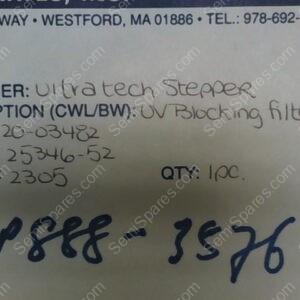 WAY • WESTFORD, MA 01886 • TEL.: 978-692-
ER: Ultratech Stepper
PTION (CWL/BW): UV Blocking filt
20-03482
25346-52
2305 QTY: 1pc.
P888-3576
SemiSpares.com